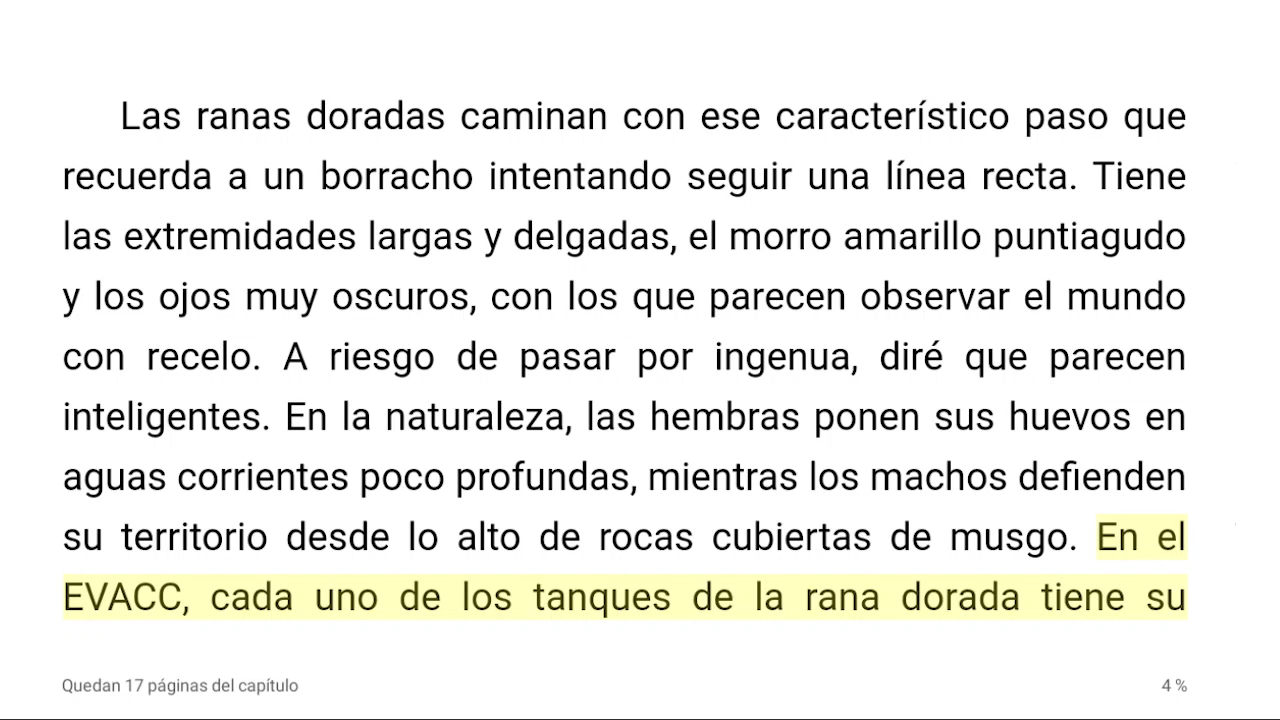 Las ranas doradas caminan con ese característico paso que
recuerda a un borracho intentando seguir una línea recta. Tiene
las extremidades largas y delgadas, el morro amarillo puntiagudo
y los ojos muy oscuros, con los que parecen observar el mundo
con recelo. A riesgo de pasar por ingenua, diré que parecen
inteligentes. En la naturaleza, las hembras ponen sus huevos en
aguas corrientes poco profundas, mientras los machos defienden
su territorio desde lo alto de rocas cubiertas de musgo. En el
EVACC, cada uno de los tanques de la rana dorada tiene su
Quedan 17 páginas del capítulo
4 %